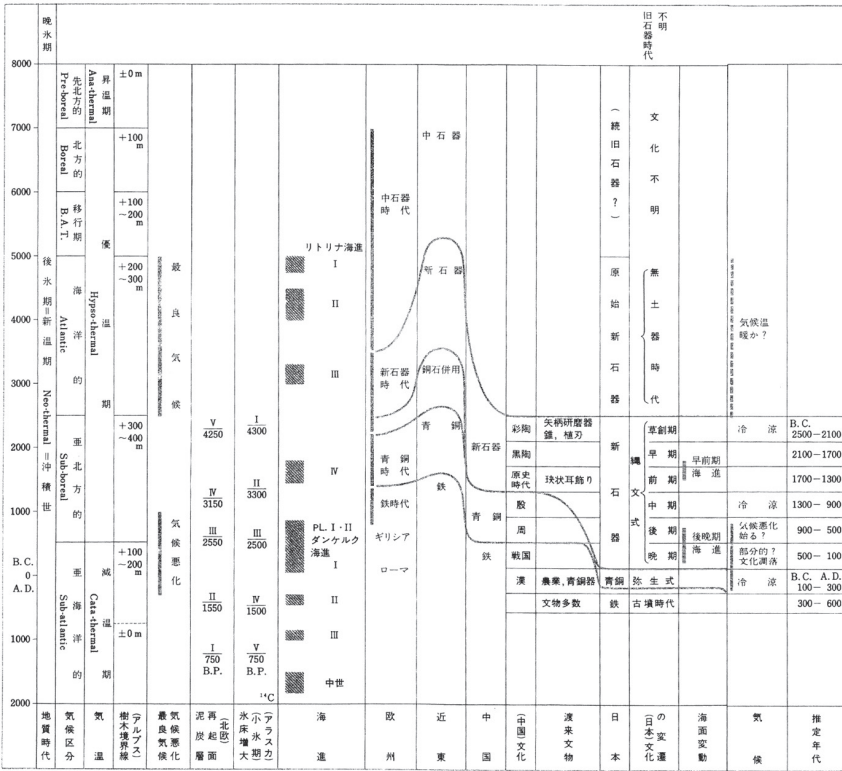 晩氷期
8000
7000
6000
5000
4000
3000
2000
1000
B.C.
0
A.D.
1000
2000
後氷期=新温期 Neo-thermal =沖積世
先北方的
Pre-boreal
北方的
Boreal
移行期
B.A.T.
海洋的
Atlantic
亜北方的
Sub-boreal
亜海洋的
Sub-atlantic
昇温期
Ana-thermal
優温期
Hypso-thermal
減温期
Cata-thermal
±0m
+100
m
+100
~200
m
+200
~300
m
+300
~400
m
+100
~200
m
±0m
最良気候
気候悪化
V
4250
IV
3150
III
2550
II
1550
I
750
B.P.
I
4300
II
3300
III
2500
IV
1500
V
750
B.P.
¹⁴C
リトリナ海進
I
II
III
IV
PL. I・II
ダンケルク
海進
I
II
III
中世
中石器
時代
新石器
時代
青銅
時代
鉄時代
ギリシア
ローマ
中石器
新石器
銅石併用
青銅
鉄
新石器
青銅
鉄
彩陶
黒陶
原史
時代
殷
周
戦国
漢
矢柄研磨器
錐,植刃
玦状耳飾り
農業,青銅器
文物多数
(続旧石器?)
原始新石器
新石器
青銅
鉄
不明
旧石器時代
文化不明
無土器時代
縄文式
草創期
早期
前期
中期
後期
晩期
弥生式
古墳時代
早前期
海進
後晩期
海進
気候温
暖か?
冷涼
冷涼
気候悪化
始る?
部分的?
文化凋落
冷涼
B.C.
2500-2100
2100-1700
1700-1300
1300- 900
900- 500
500- 100
B.C. A.D.
100- 300
300- 600
地質時代
気候区分
気温
(アルプス)
樹木境界線
気候悪化
最良気候
(北欧)
再起面
泥炭層
(アラスカ)
(小氷期)
氷床増大
海進
欧州
近東
中国
(中国)文化
渡来文物
日本
の変遷
(日本)文化
海面変動
気候
推定年代